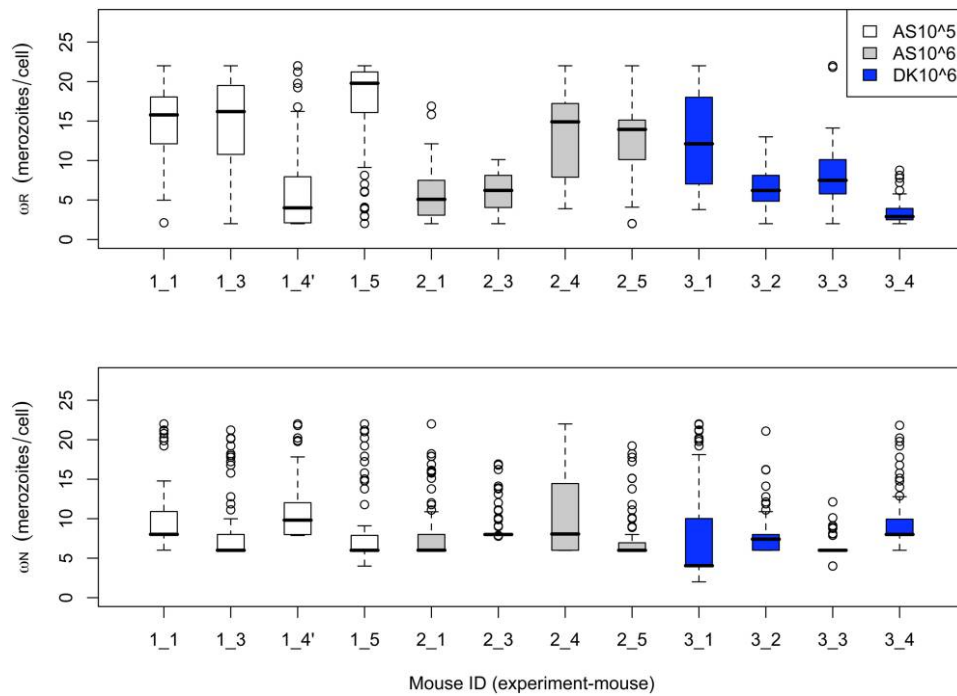 AS10^5
AS10^6
DK10^6
ωR (merozoites/cell)
25
20
15
10
5
0
1_1 1_3 1_4' 1_5 2_1 2_3 2_4 2_5 3_1 3_2 3_3 3_4
ωN (merozoites/cell)
25
20
15
10
5
0
1_1 1_3 1_4' 1_5 2_1 2_3 2_4 2_5 3_1 3_2 3_3 3_4
Mouse ID (experiment-mouse)